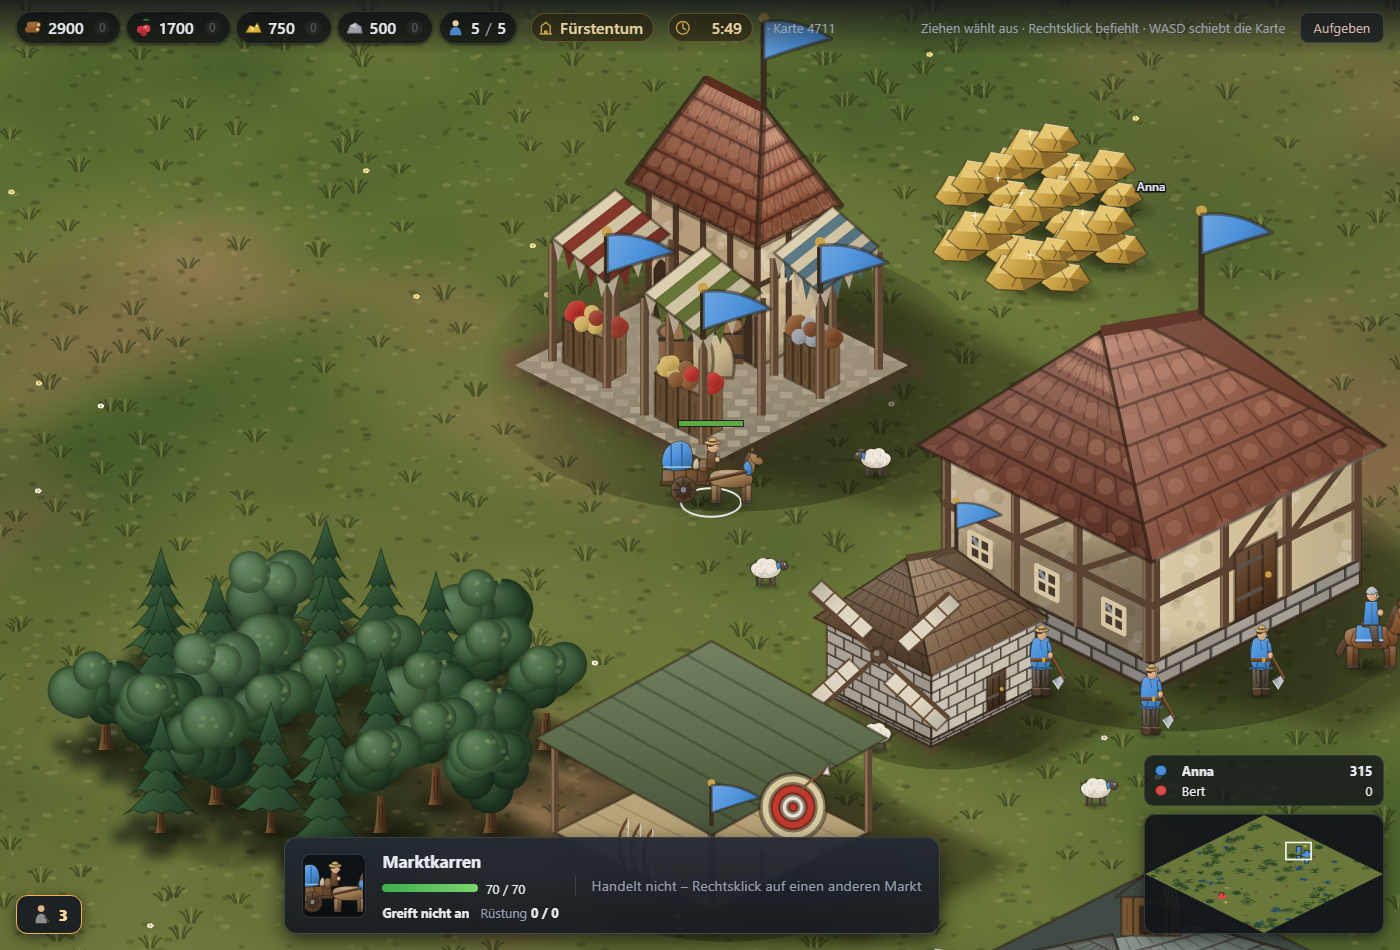 2900 0 1700 0 750 0 500 0 5 / 5 Fürstentum 5:49 · Karte 4711 Ziehen wählt aus · Rechtsklick befiehlt · WASD schiebt die Karte Aufgeben
Anna
Anna 315
Bert 0
Marktkarren
70 / 70
Handelt nicht – Rechtsklick auf einen anderen Markt
Greift nicht an Rüstung 0 / 0
3